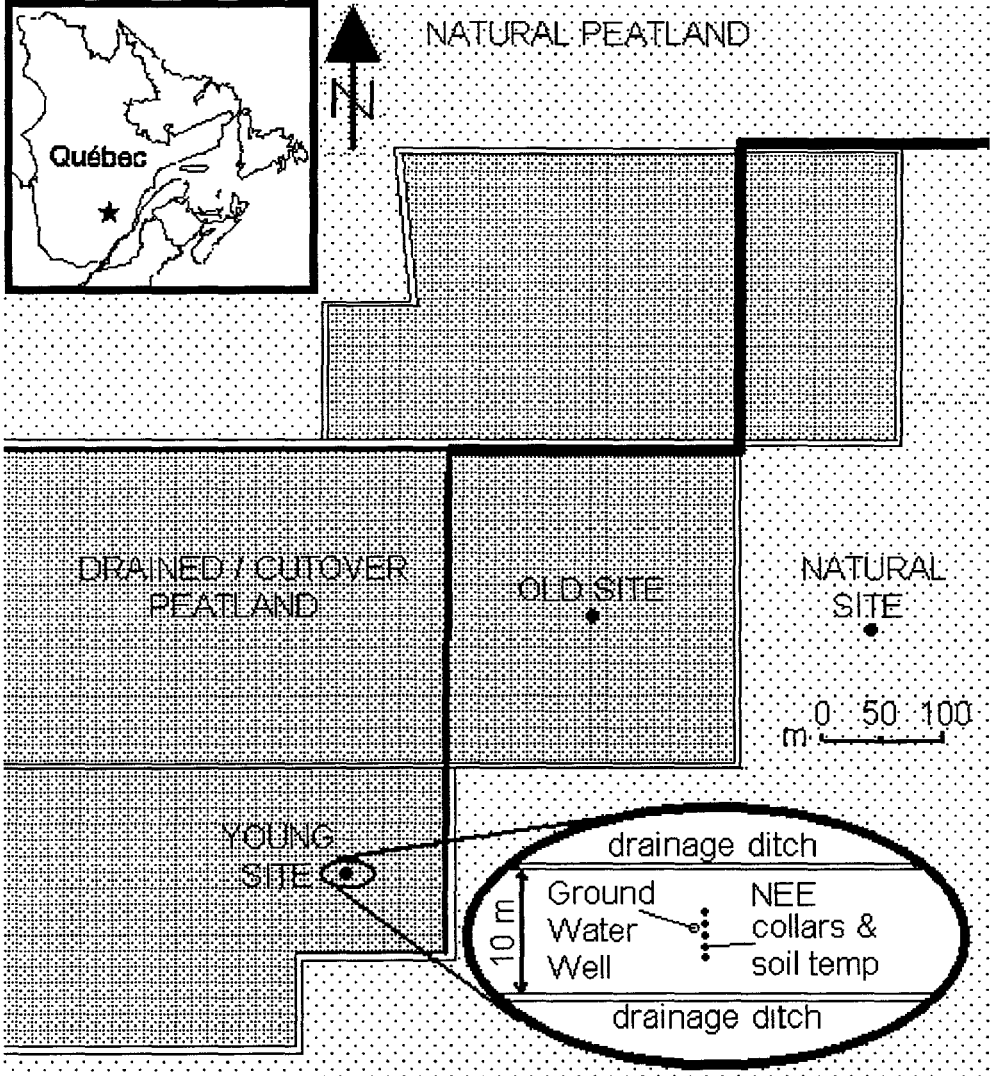 NATURAL PEATLAND
N
Québec
DRAINED / CUTOVER
PEATLAND
OLD SITE
NATURAL
SITE
0 50 100
m
YOUNG
SITE
drainage ditch
10 m
Ground
Water
Well
NEE
collars &
soil temp
drainage ditch